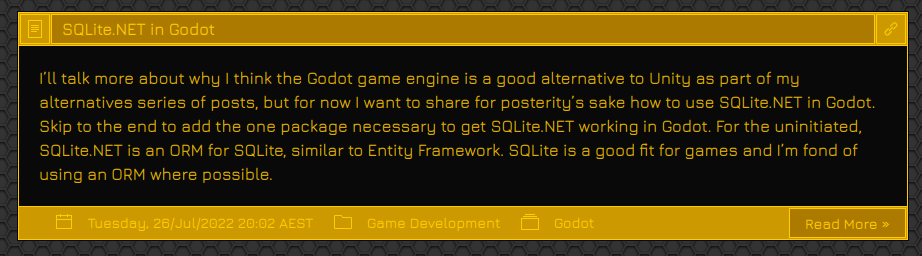 SQLite.NET in Godot
I'll talk more about why I think the Godot game engine is a good alternative to Unity as part of my
alternatives series of posts, but for now I want to share for posterity's sake how to use SQLite.NET in Godot.
Skip to the end to add the one package necessary to get SQLite.NET working in Godot. For the uninitiated,
SQLite.NET is an ORM for SQLite, similar to Entity Framework. SQLite is a good fit for games and I'm fond of
using an ORM where possible.
Tuesday, 26/Jul/2022 20:02 AEST Game Development Godot Read More »